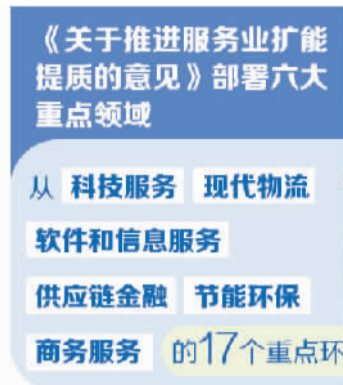 《关于推进服务业扩能
提质的意见》部署六大
重点领域
从 科技服务 现代物流
软件和信息服务
供应链金融 节能环保
商务服务 的17个重点环